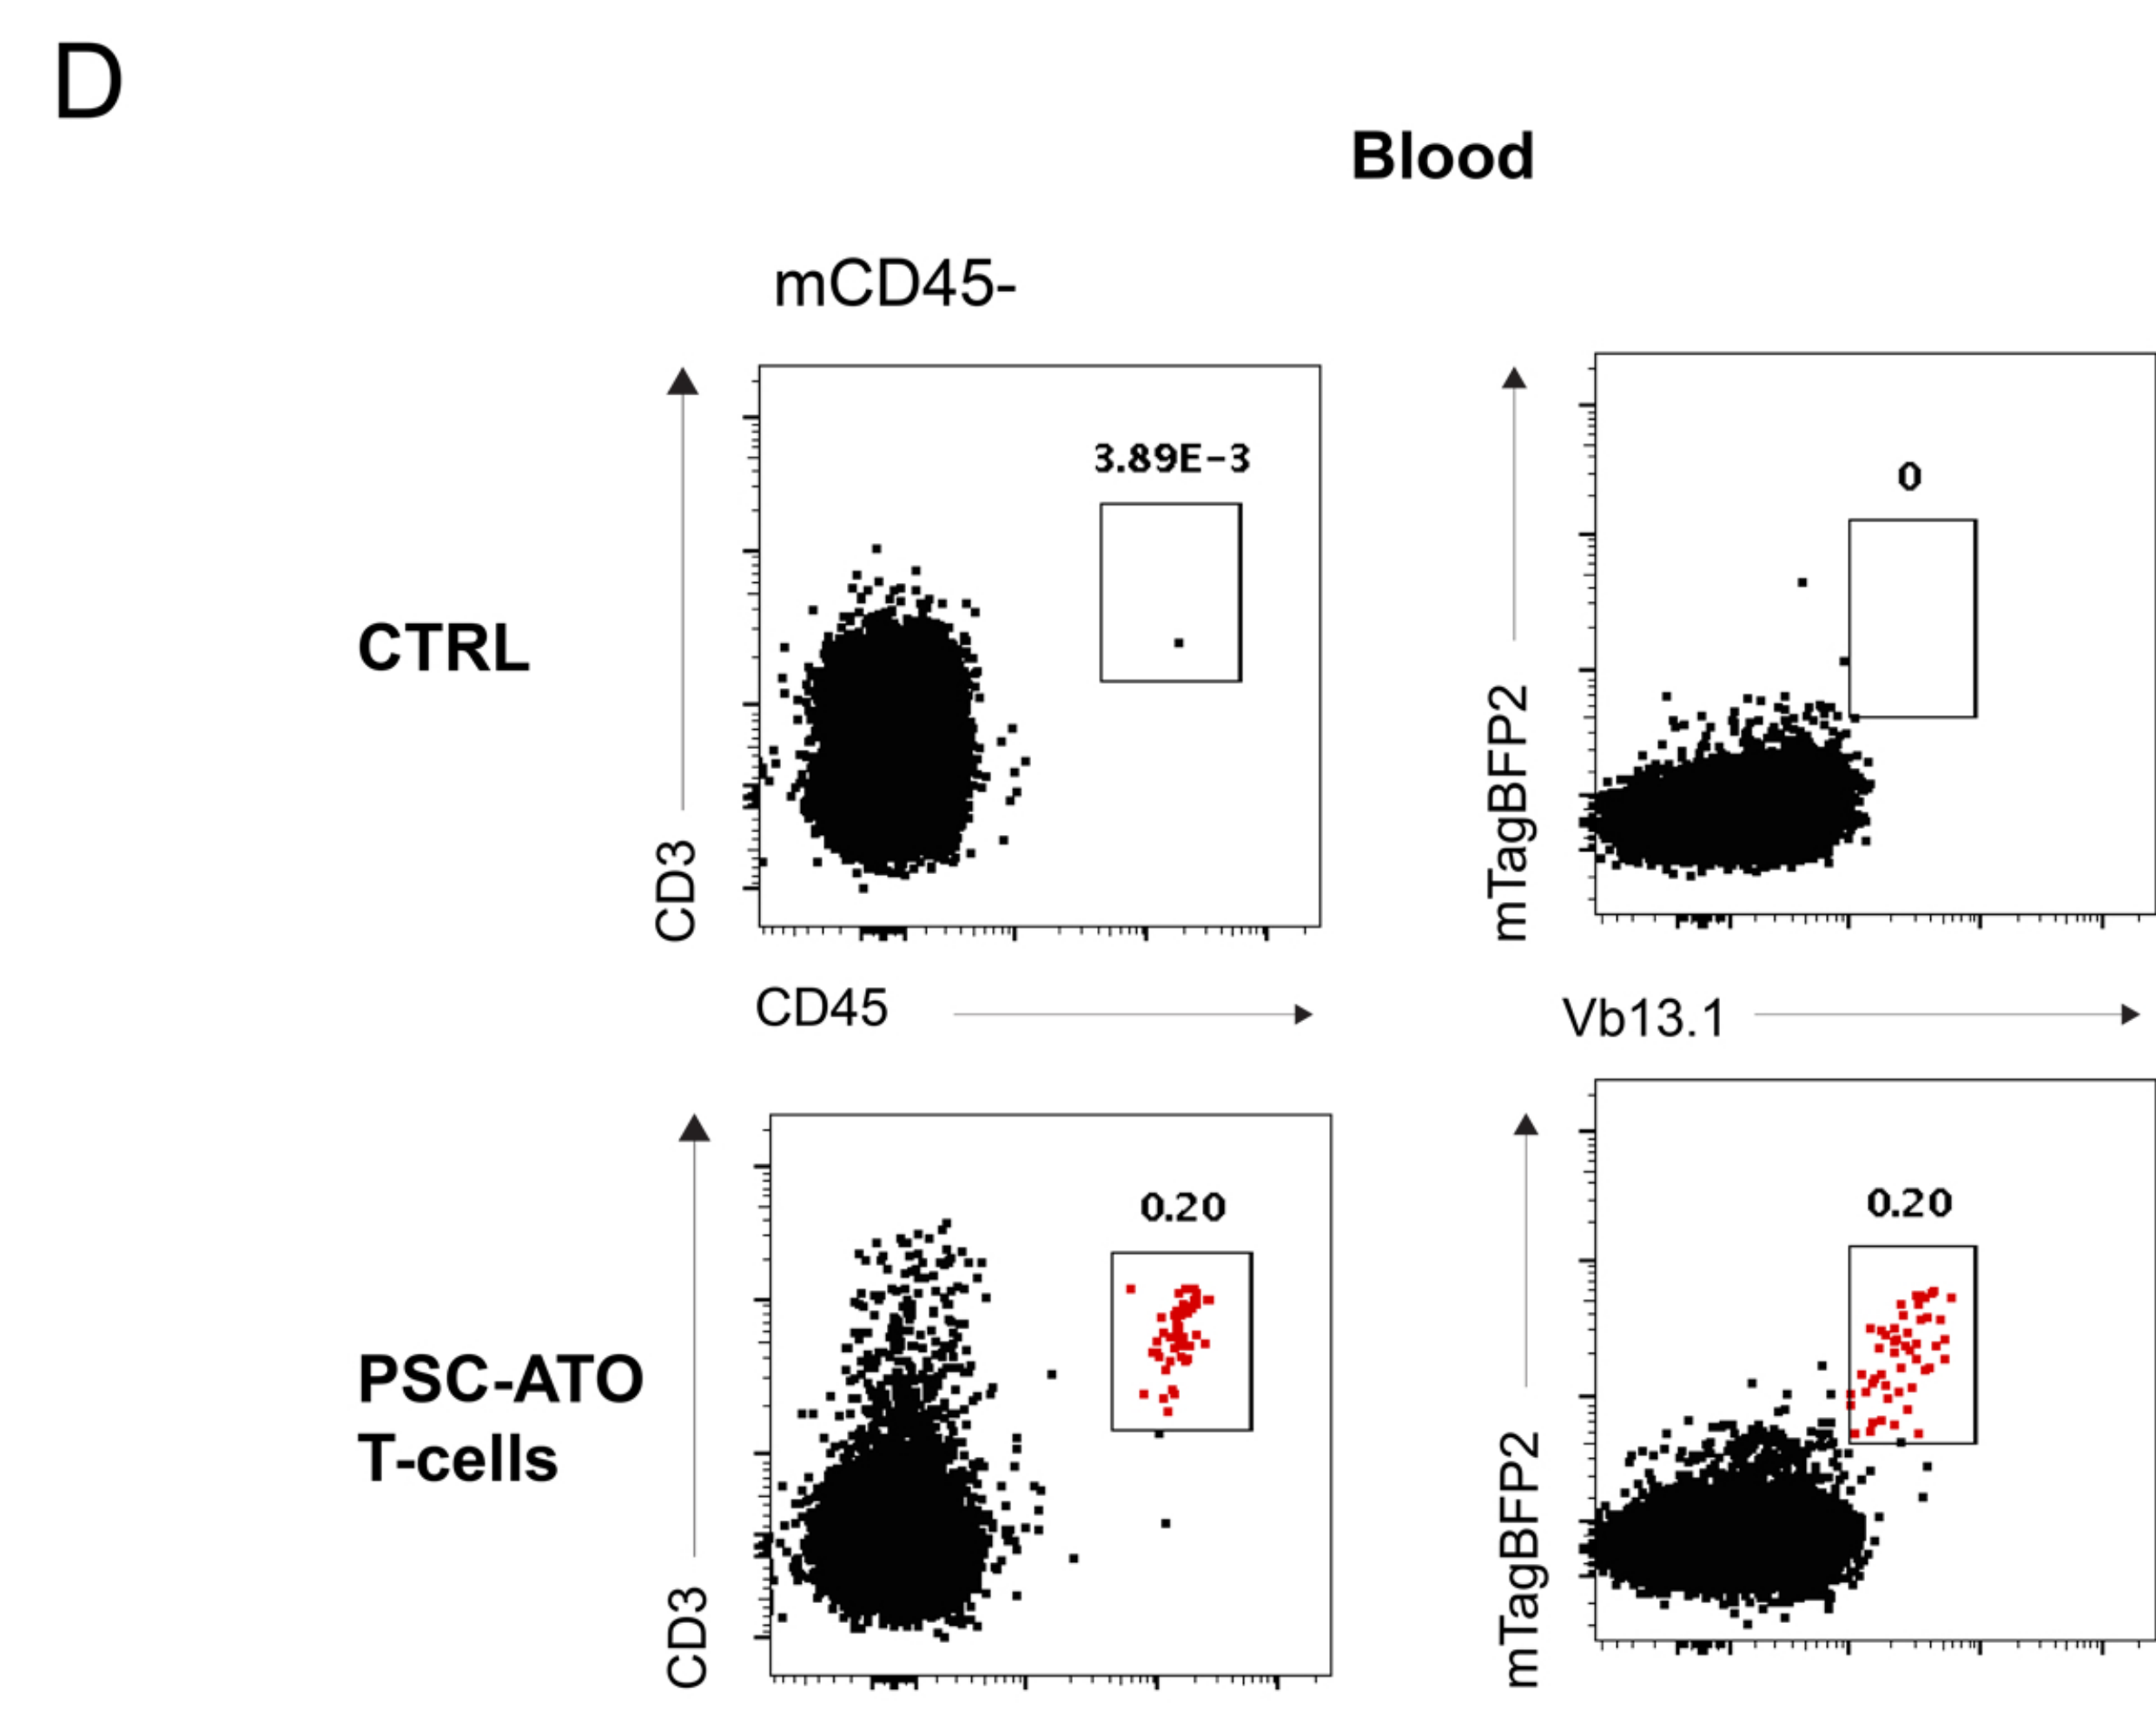 D
Blood
mCD45-
CTRL
CD3
3.89E-3
mTagBFP2
0
CD45
Vb13.1
PSC-ATO
T-cells
CD3
0.20
mTagBFP2
0.20